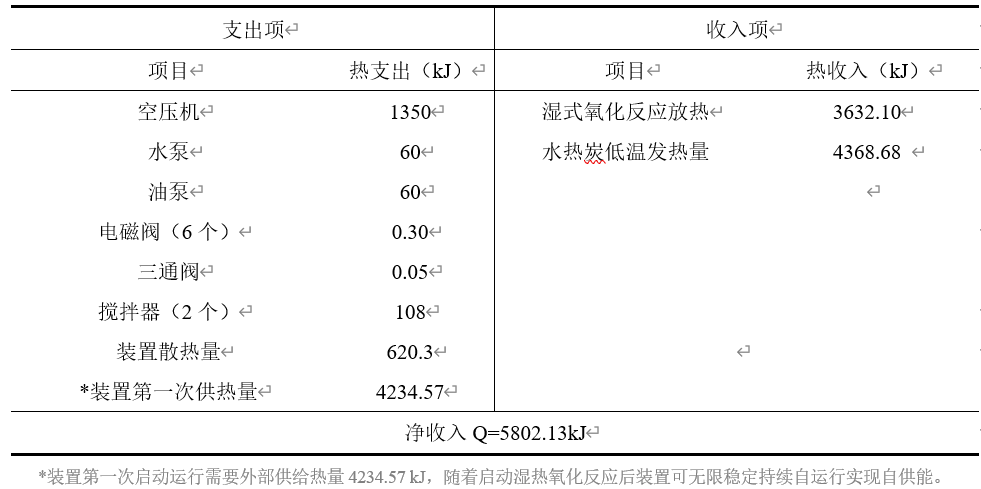 支出项 收入项
项目 热支出（kJ） 项目 热收入（kJ）
空压机 1350 湿式氧化反应放热 3632.10
水泵 60 水热炭低温发热量 4368.68
油泵 60
电磁阀（6个） 0.30
三通阀 0.05
搅拌器（2个） 108
装置散热量 620.3
*装置第一次供热量 4234.57
净收入 Q=5802.13kJ
*装置第一次启动运行需要外部供给热量 4234.57 kJ，随着启动湿热氧化反应后装置可无限稳定持续自运行实现自供能。